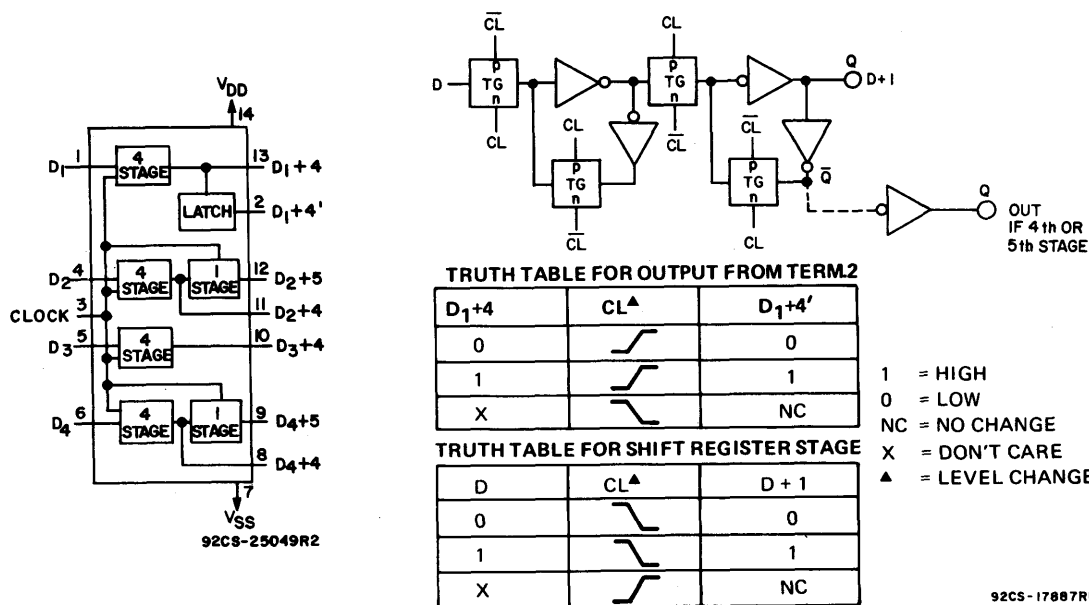 VDD
14
D1 1 4 STAGE 13 D1+4
LATCH 2 D1+4'
D2 4 4 STAGE 1 STAGE 12 D2+5
11 D2+4
CLOCK 3
D3 5 4 STAGE 10 D3+4
D4 6 4 STAGE 1 STAGE 9 D4+5
8 D4+4
7
VSS
92CS-25049R2
C̅L̅ CL
D p TG n p TG n Q D+1
CL CL C̅L̅ C̅L̅
p TG n p TG n Q̅
C̅L̅ CL
Q
OUT
IF 4th OR
5th STAGE
TRUTH TABLE FOR OUTPUT FROM TERM.2
D1+4 CL▲ D1+4'
0 0
1 1
X NC
TRUTH TABLE FOR SHIFT REGISTER STAGE
D CL▲ D + 1
0 0
1 1
X NC
1 = HIGH
0 = LOW
NC = NO CHANGE
X = DON'T CARE
▲ = LEVEL CHANGE
92CS-17887R